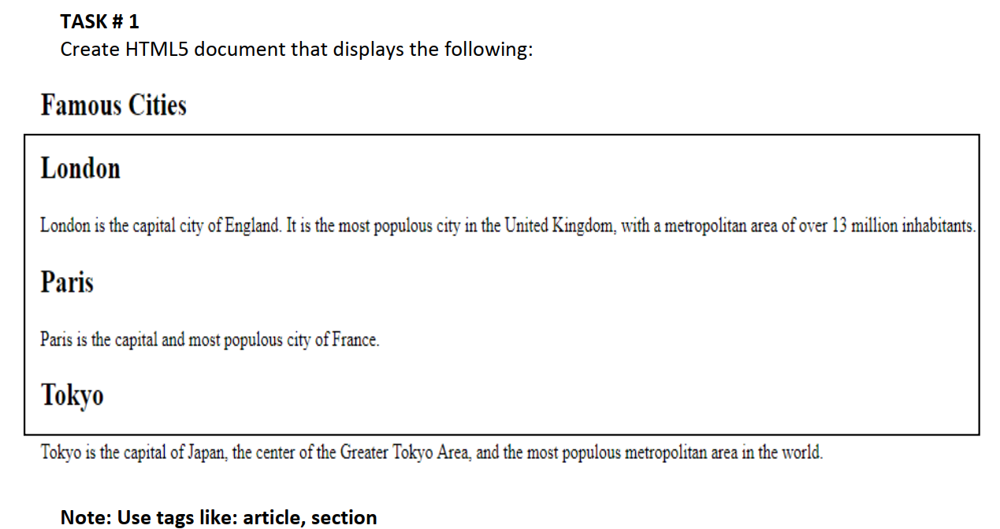 TASK # 1
Create HTML5 document that displays the following:
Famous Cities
London
London is the capital city of England. It is the most populous city in the United Kingdom, with a metropolitan area of over 13 million inhabitants.
Paris
Paris is the capital and most populous city of France.
Tokyo
Tokyo is the capital of Japan, the center of the Greater Tokyo Area, and the most populous metropolitan area in the world.
Note: Use tags like: article, section